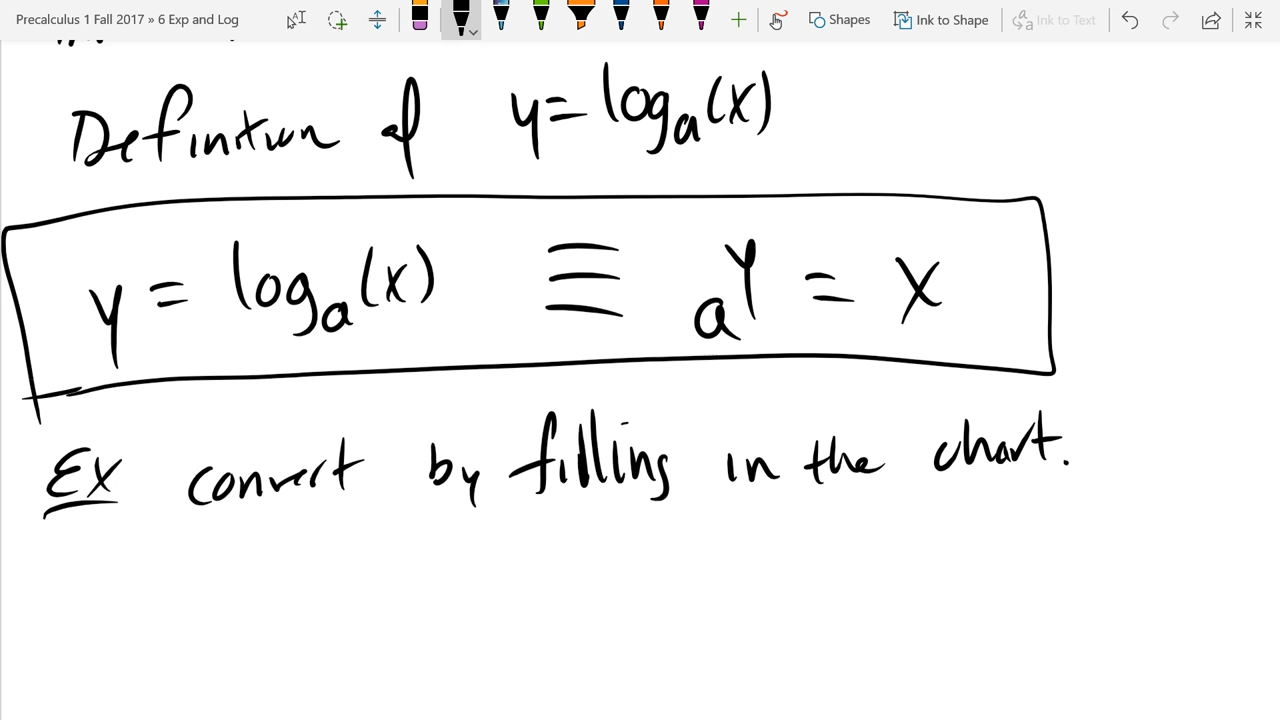 Precalculus 1 Fall 2017 » 6 Exp and Log
Shapes
Ink to Shape
Ink to Text
Definition of y=logₐ(x)
y = logₐ(x) ≡ aʸ = x
Ex convert by filling in the chart.